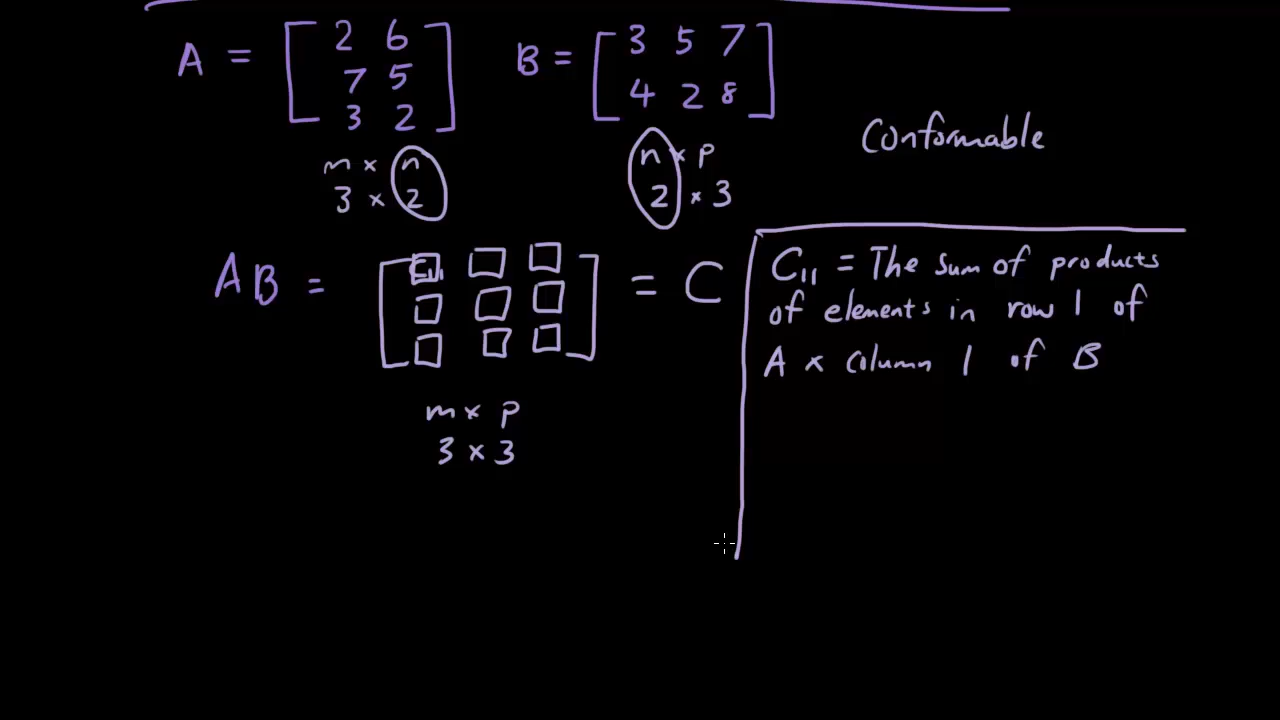 A = [ 2 6 B = [ 3 5 7 ]
7 5
3 2 ] 4 2 8
Conformable
m × n n × p
3 × 2 2 × 3
AB = [ C11 ] = C
C11 = The sum of products
of elements in row 1 of
A × column 1 of B
m × p
3 × 3